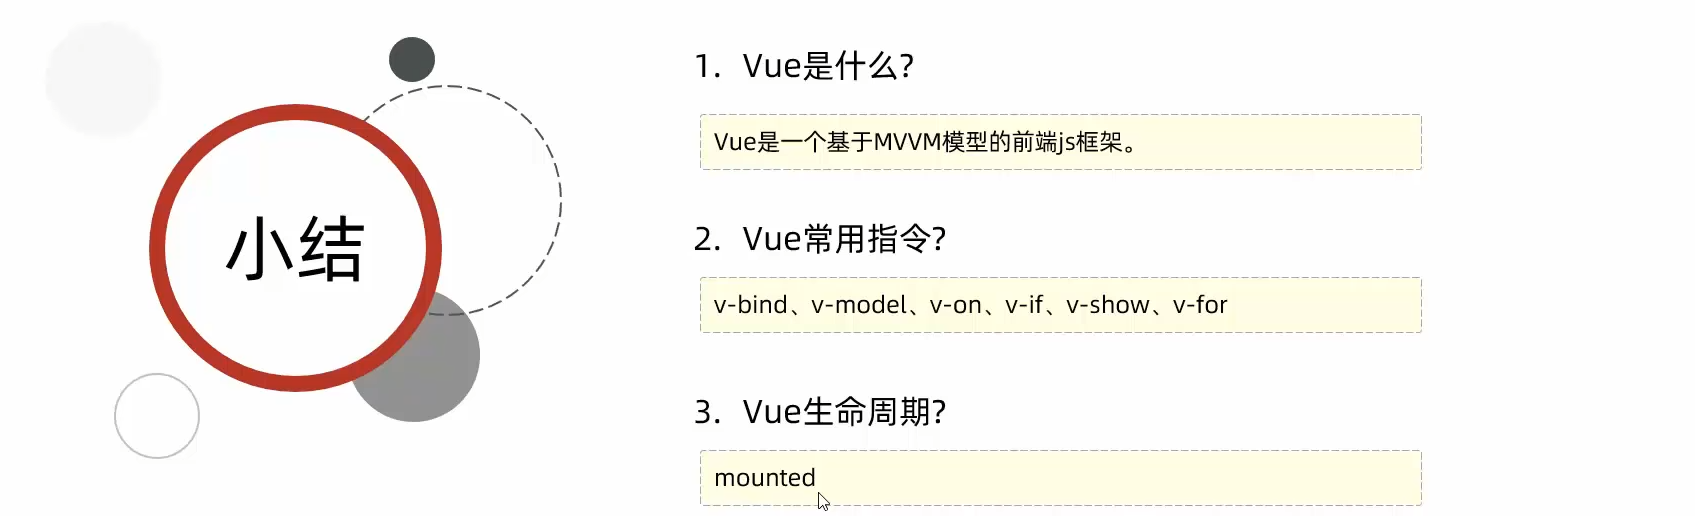 小结
1. Vue是什么?
Vue是一个基于MVVM模型的前端js框架。
2. Vue常用指令?
v-bind、v-model、v-on、v-if、v-show、v-for
3. Vue生命周期?
mounted